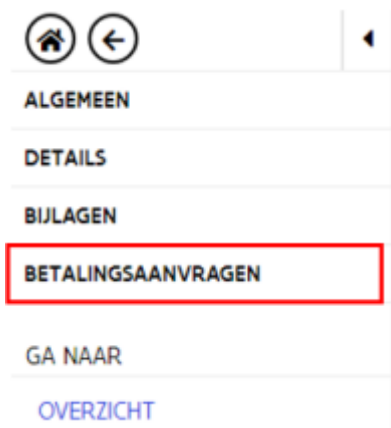 ALGEMEEN
DETAILS
BIJLAGEN
BETALINGSAANVRAGEN
GA NAAR
OVERZICHT